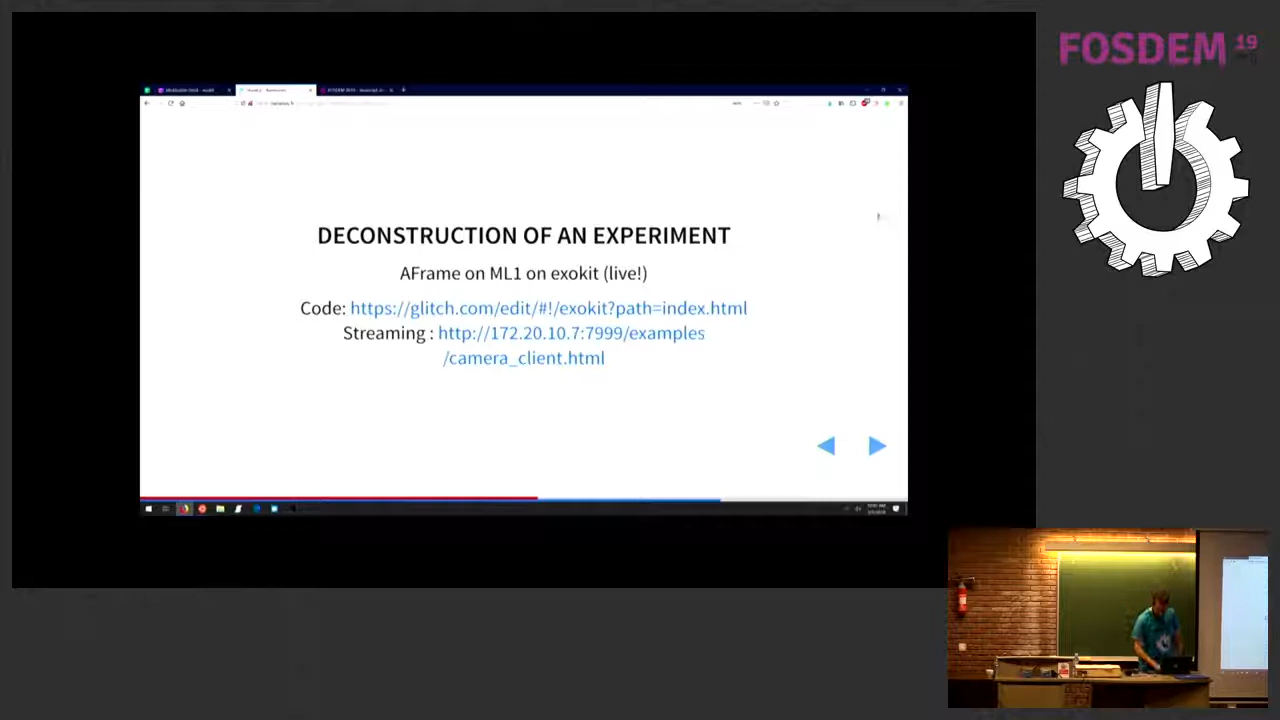 FOSDEM 19
DECONSTRUCTION OF AN EXPERIMENT
AFrame on ML1 on exokit (live!)
Code: https://glitch.com/edit/#!/exokit?path=index.html
Streaming : http://172.20.10.7:7999/examples
/camera_client.html